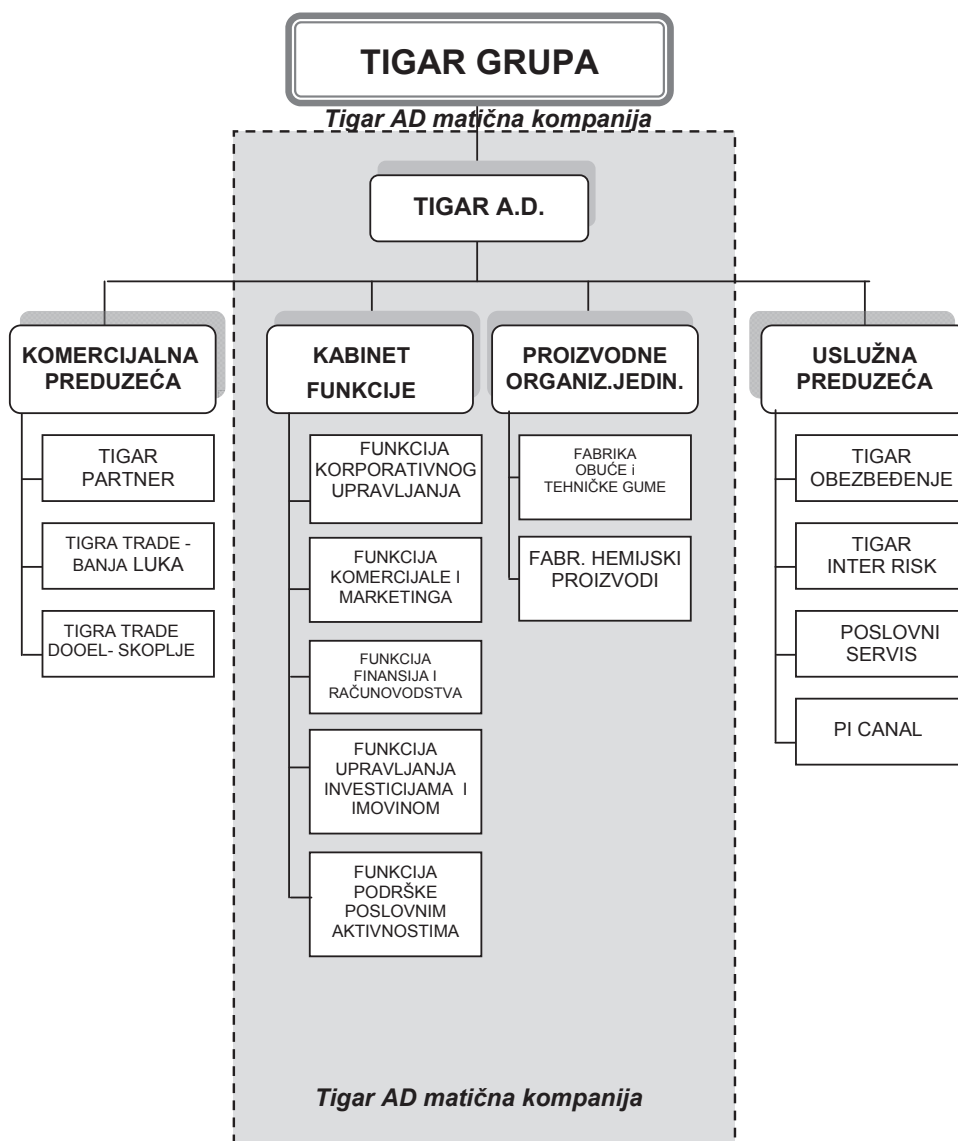 TIGAR GRUPA
Tigar AD matična kompanija
TIGAR A.D.
KOMERCIJALNA
PREDUZEĆA
TIGAR
PARTNER
TIGRA TRADE -
BANJA LUKA
TIGRA TRADE
DOOEL- SKOPLJE
KABINET
FUNKCIJE
FUNKCIJA
KORPORATIVNOG
UPRAVLJANJA
FUNKCIJA
KOMERCIJALE I
MARKETINGA
FUNKCIJA
FINANSIJA I
RAČUNOVODSTVA
FUNKCIJA
UPRAVLJANJA
INVESTICIJAMA I
IMOVINOM
FUNKCIJA
PODRŠKE
POSLOVNIM
AKTIVNOSTIMA
PROIZVODNE
ORGANIZ.JEDIN.
FABRIKA
OBUĆE i
TEHNIČKE GUME
FABR. HEMIJSKI
PROIZVODI
USLUŽNA
PREDUZEĆA
TIGAR
OBEZBEĐENJE
TIGAR
INTER RISK
POSLOVNI
SERVIS
PI CANAL
Tigar AD matična kompanija